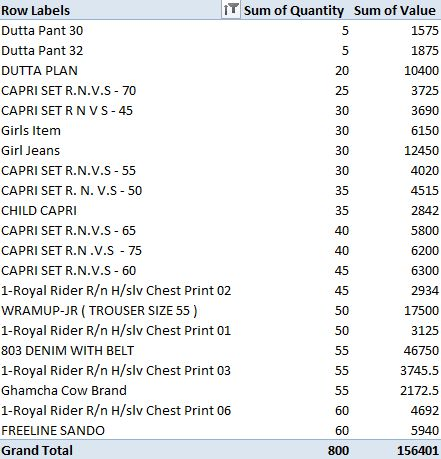 Row Labels Sum of Quantity Sum of Value
Dutta Pant 30 5 1575
Dutta Pant 32 5 1875
DUTTA PLAN 20 10400
CAPRI SET R.N.V.S - 70 25 3725
CAPRI SET R N V S - 45 30 3690
Girls Item 30 6150
Girl Jeans 30 12450
CAPRI SET R.N.V.S - 55 30 4020
CAPRI SET R. N. V.S - 50 35 4515
CHILD CAPRI 35 2842
CAPRI SET R.N.V.S - 65 40 5800
CAPRI SET R.N .V.S  - 75 40 6200
CAPRI SET R.N.V.S - 60 45 6300
1-Royal Rider R/n H/slv Chest Print 02 45 2934
WRAMUP-JR ( TROUSER SIZE 55 ) 50 17500
1-Royal Rider R/n H/slv Chest Print 01 50 3125
803 DENIM WITH BELT 55 46750
1-Royal Rider R/n H/slv Chest Print 03 55 3745.5
Ghamcha Cow Brand 55 2172.5
1-Royal Rider R/n H/slv Chest Print 06 60 4692
FREELINE SANDO 60 5940
Grand Total 800 156401